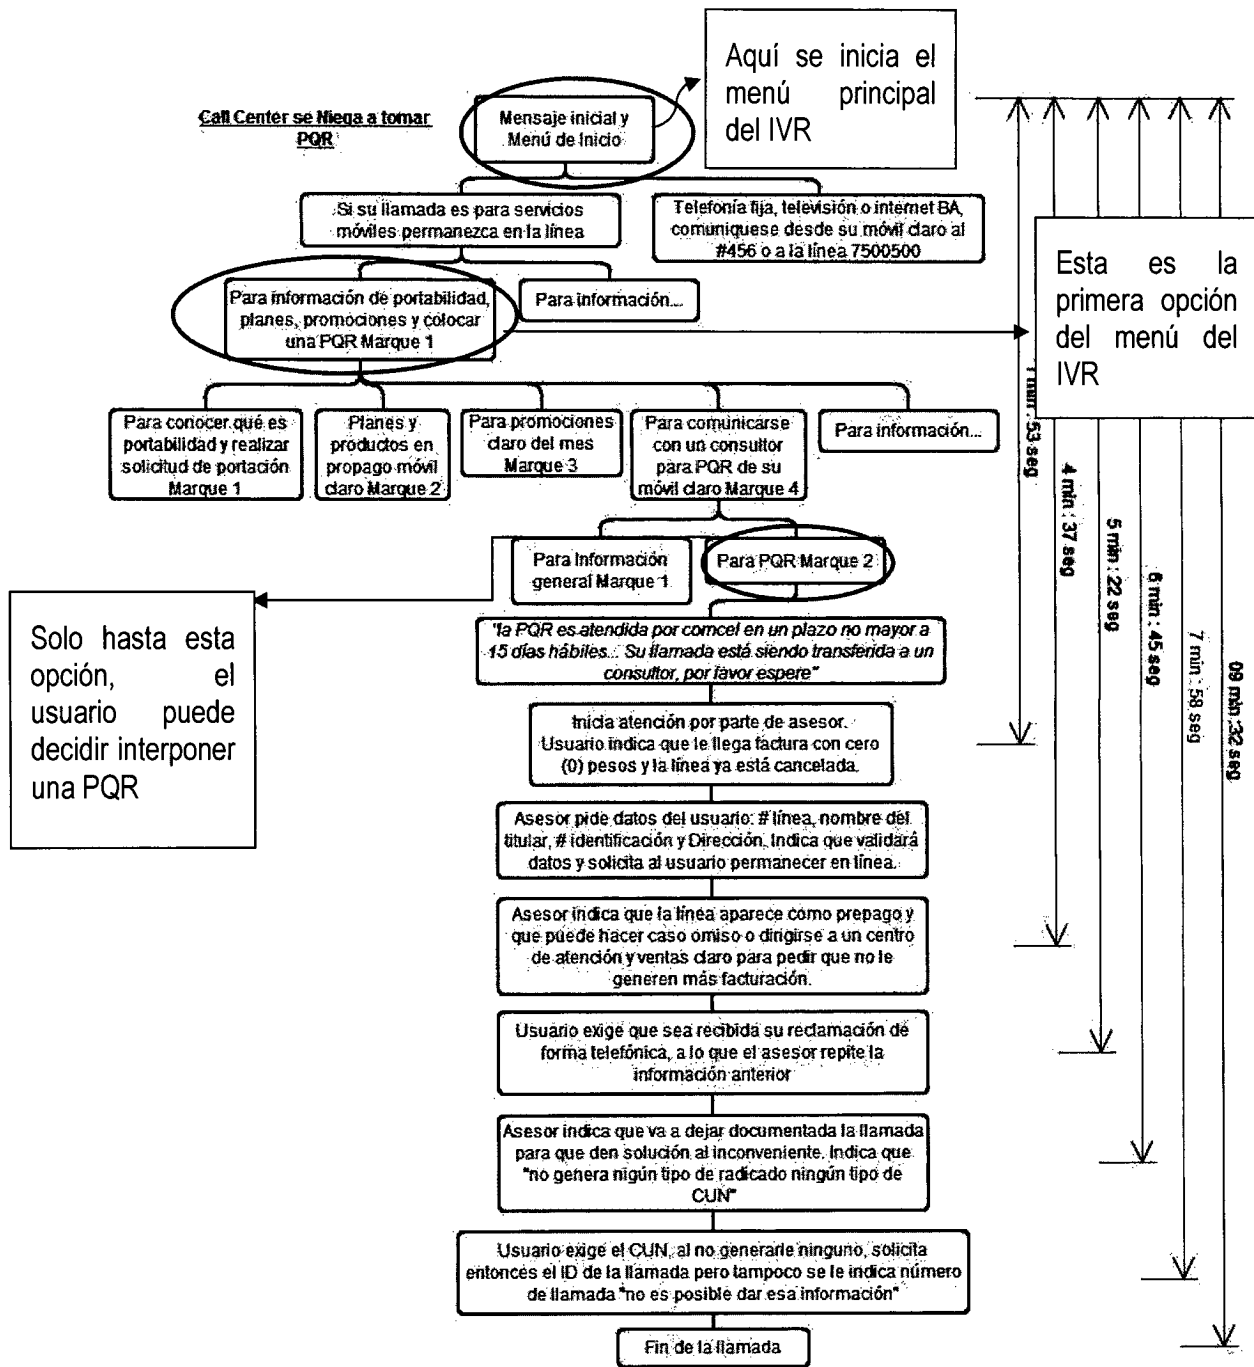 Aquí se inicia el
menú principal
del IVR
Call Center se Niega a tomar
PQR
Mensaje inicial y
Menú de Inicio
Si su llamada es para servicios
móviles permanezca en la línea
Telefonía fija, televisión o internet BA,
comuniquese desde su móvil claro al
#456 o a la línea 7500500
Esta es la
primera opción
del menú del
IVR
Para información de portabilidad,
planes, promociones y colocar
una PQR Marque 1
Para información...
Para conocer qué es
portabilidad y realizar
solicitud de portación
Marque 1
Planes y
productos en
propago móvil
claro Marque 2
Para promociones
claro del mes
Marque 3
Para comunicarse
con un consultor
para PQR de su
móvil claro Marque 4
Para información...
Para Información
general Marque 1
Para PQR Marque 2
Solo hasta esta
opción, el
usuario puede
decidir interponer
una PQR
"la PQR es atendida por comcel en un plazo no mayor a
15 días hábiles... Su llamada está siendo transferida a un
consultor, por favor espere"
Inicia atención por parte de asesor.
Usuario indica que le llega factura con cero
(0) pesos y la línea ya está cancelada.
Asesor pide datos del usuario: # línea, nombre del
titular, # identificación y Dirección. Indica que validará
datos y solicita al usuario permanecer en línea.
Asesor indica que la línea aparece como prepago y
que puede hacer caso omiso o dirigirse a un centro
de atención y ventas claro para pedir que no le
generen más facturación.
Usuario exige que sea recibida su reclamación de
forma telefónica, a lo que el asesor repite la
información anterior
Asesor indica que va a dejar documentada la llamada
para que den solución al inconveniente. Indica que
"no genera nigún tipo de radicado ningún tipo de
CUN"
Usuario exige el CUN, al no generarle ninguno, solicita
entonces el ID de la llamada pero tampoco se le indica número
de llamada "no es posible dar esa información"
Fin de la llamada
1 min : 53 seg
4 min : 37 seg
5 min : 22 seg
6 min : 45 seg
7 min : 58 seg
09 min :32 seg